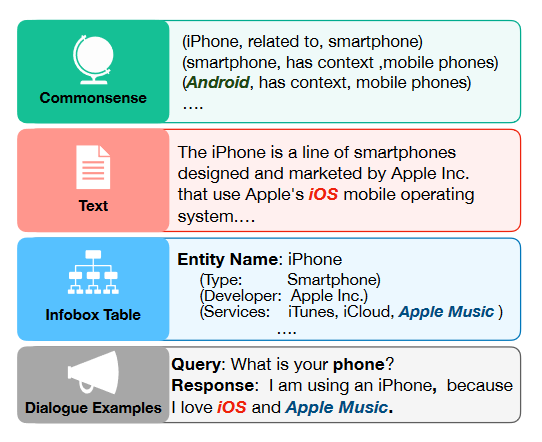 Commonsense
(iPhone, related to, smartphone)
(smartphone, has context ,mobile phones)
(Android, has context, mobile phones)
....
Text
The iPhone is a line of smartphones
designed and marketed by Apple Inc.
that use Apple's iOS mobile operating
system....
Infobox Table
Entity Name: iPhone
(Type: Smartphone)
(Developer: Apple Inc.)
(Services: iTunes, iCloud, Apple Music )
....
Dialogue Examples
Query: What is your phone?
Response: I am using an iPhone, because
I love iOS and Apple Music.